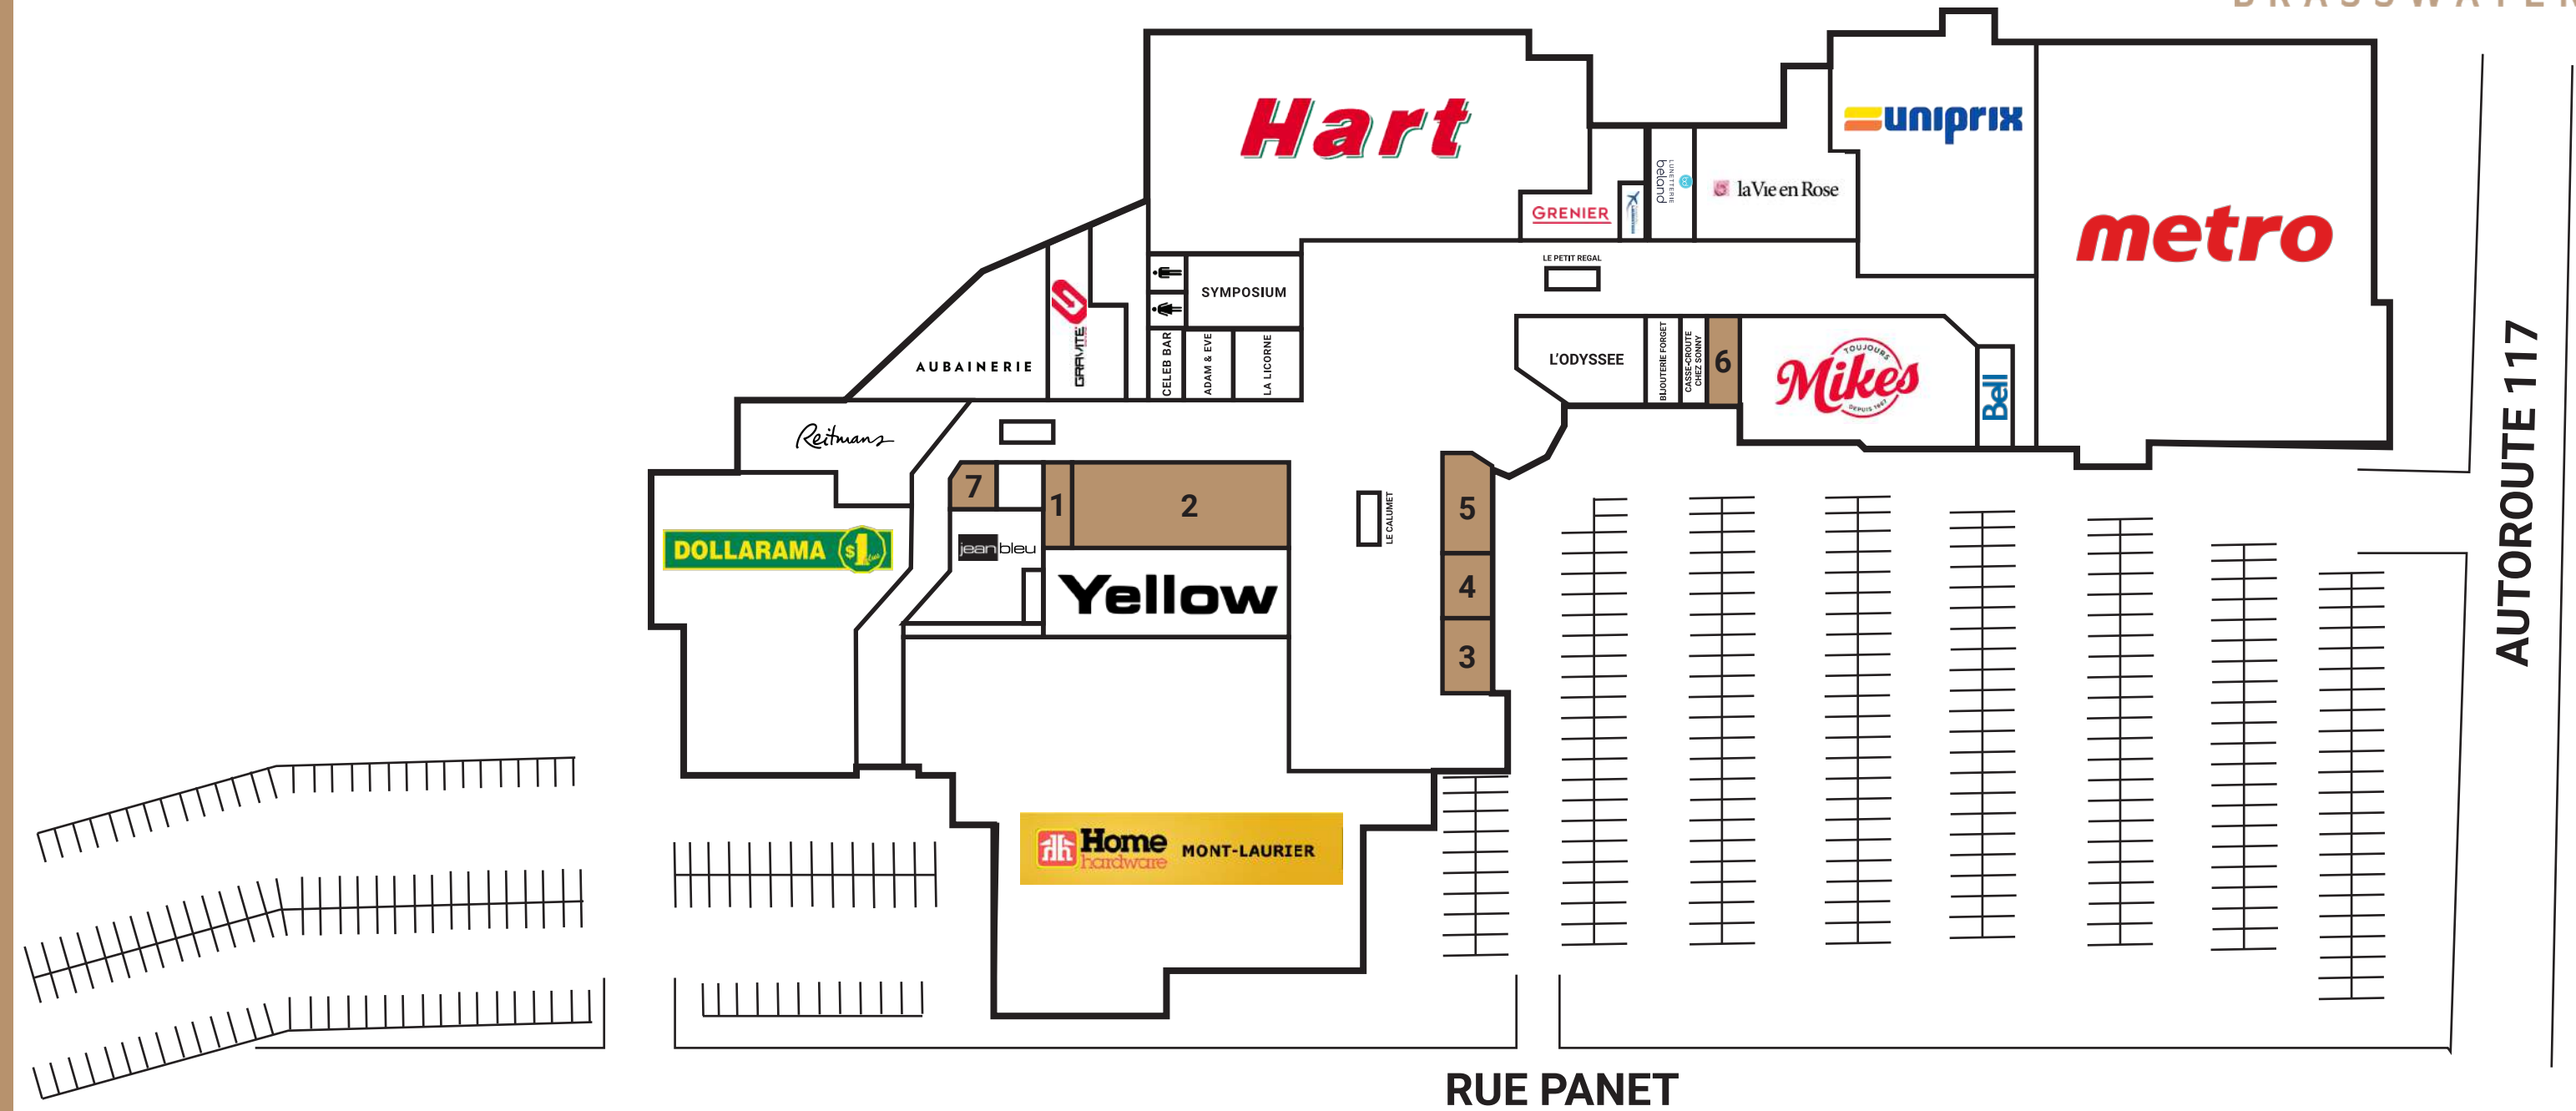 Hart
uniprix
LUNETTERIE
beland
laVie en Rose
GRENIER
metro
LE PETIT REGAL
SYMPOSIUM
GRAVITÉ
AUBAINERIE
CELEB BAR
ADAM & EVE
LA LICORNE
L'ODYSSEE
BIJOUTERIE FORGET
CASSE-CROUTE
CHEZ SONNY
6
TOUJOURS
Mikes
DEPUIS 1967
Bell
AUTOROUTE 117
Reitmans
7
1
2
5
LE CALUMET
DOLLARAMA $1
jean bleu
Yellow
4
3
Home
hardware
MONT-LAURIER
RUE PANET